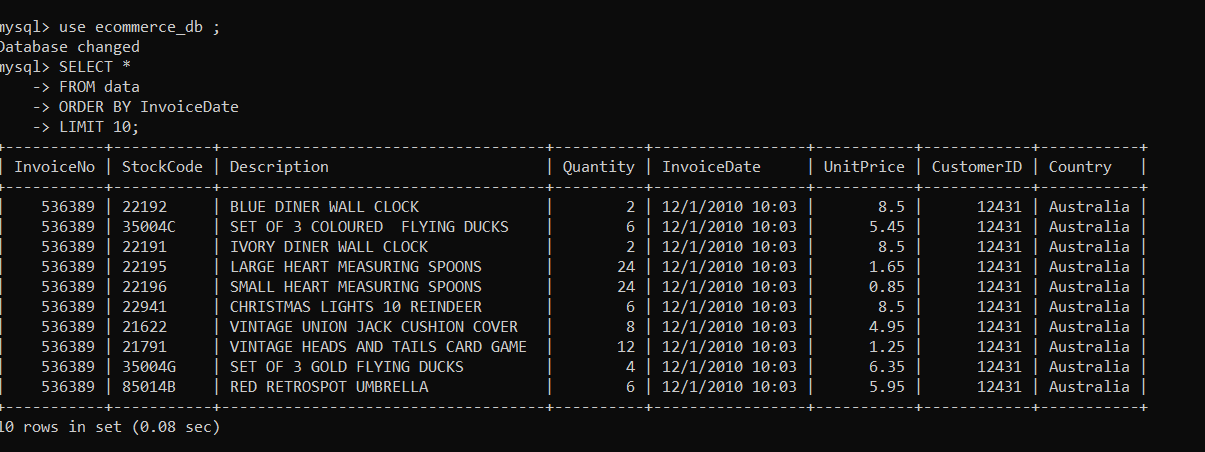 mysql> use ecommerce_db ;
Database changed
mysql> SELECT *
    -> FROM data
    -> ORDER BY InvoiceDate
    -> LIMIT 10;
+-----------+-----------+------------------------------------+----------+-----------------+-----------+------------+-----------+
| InvoiceNo | StockCode | Description                        | Quantity | InvoiceDate     | UnitPrice | CustomerID | Country   |
+-----------+-----------+------------------------------------+----------+-----------------+-----------+------------+-----------+
|    536389 | 22192     | BLUE DINER WALL CLOCK              |        2 | 12/1/2010 10:03 |       8.5 |      12431 | Australia |
|    536389 | 35004C    | SET OF 3 COLOURED  FLYING DUCKS    |        6 | 12/1/2010 10:03 |      5.45 |      12431 | Australia |
|    536389 | 22191     | IVORY DINER WALL CLOCK             |        2 | 12/1/2010 10:03 |       8.5 |      12431 | Australia |
|    536389 | 22195     | LARGE HEART MEASURING SPOONS       |       24 | 12/1/2010 10:03 |      1.65 |      12431 | Australia |
|    536389 | 22196     | SMALL HEART MEASURING SPOONS       |       24 | 12/1/2010 10:03 |      0.85 |      12431 | Australia |
|    536389 | 22941     | CHRISTMAS LIGHTS 10 REINDEER       |        6 | 12/1/2010 10:03 |       8.5 |      12431 | Australia |
|    536389 | 21622     | VINTAGE UNION JACK CUSHION COVER   |        8 | 12/1/2010 10:03 |      4.95 |      12431 | Australia |
|    536389 | 21791     | VINTAGE HEADS AND TAILS CARD GAME  |       12 | 12/1/2010 10:03 |      1.25 |      12431 | Australia |
|    536389 | 35004G    | SET OF 3 GOLD FLYING DUCKS         |        4 | 12/1/2010 10:03 |      6.35 |      12431 | Australia |
|    536389 | 85014B    | RED RETROSPOT UMBRELLA             |        6 | 12/1/2010 10:03 |      5.95 |      12431 | Australia |
+-----------+-----------+------------------------------------+----------+-----------------+-----------+------------+-----------+
10 rows in set (0.08 sec)